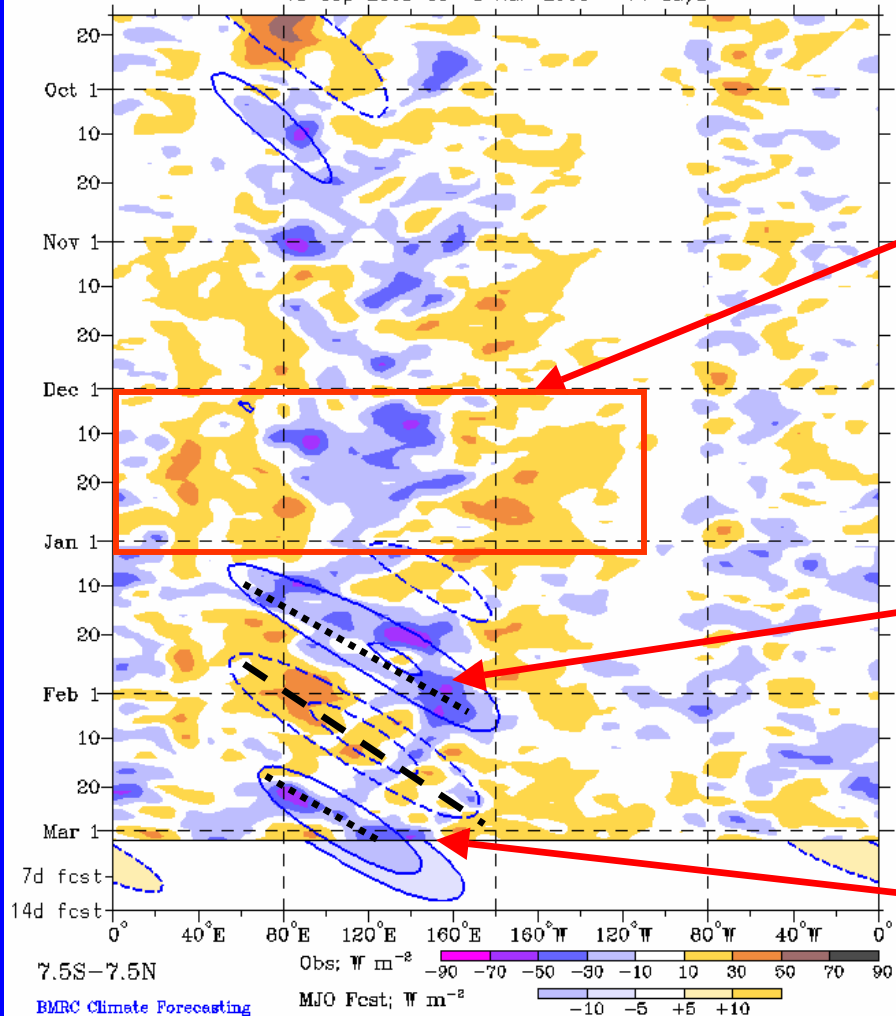 20
Oct 1
10
20
Nov 1
10
20
Dec 1
10
20
Jan 1
10
20
Feb 1
10
20
Mar 1
7d fcst
14d fcst
0° 40°E 80°E 120°E 160°E 160°W 120°W 80°W 40°W 0°
7.5S-7.5N
Obs; W m⁻²
-90 -70 -50 -30 -10 10 30 50 70 90
BMRC Climate Forecasting
MJO Fcst; W m⁻²
-10 -5 +5 +10